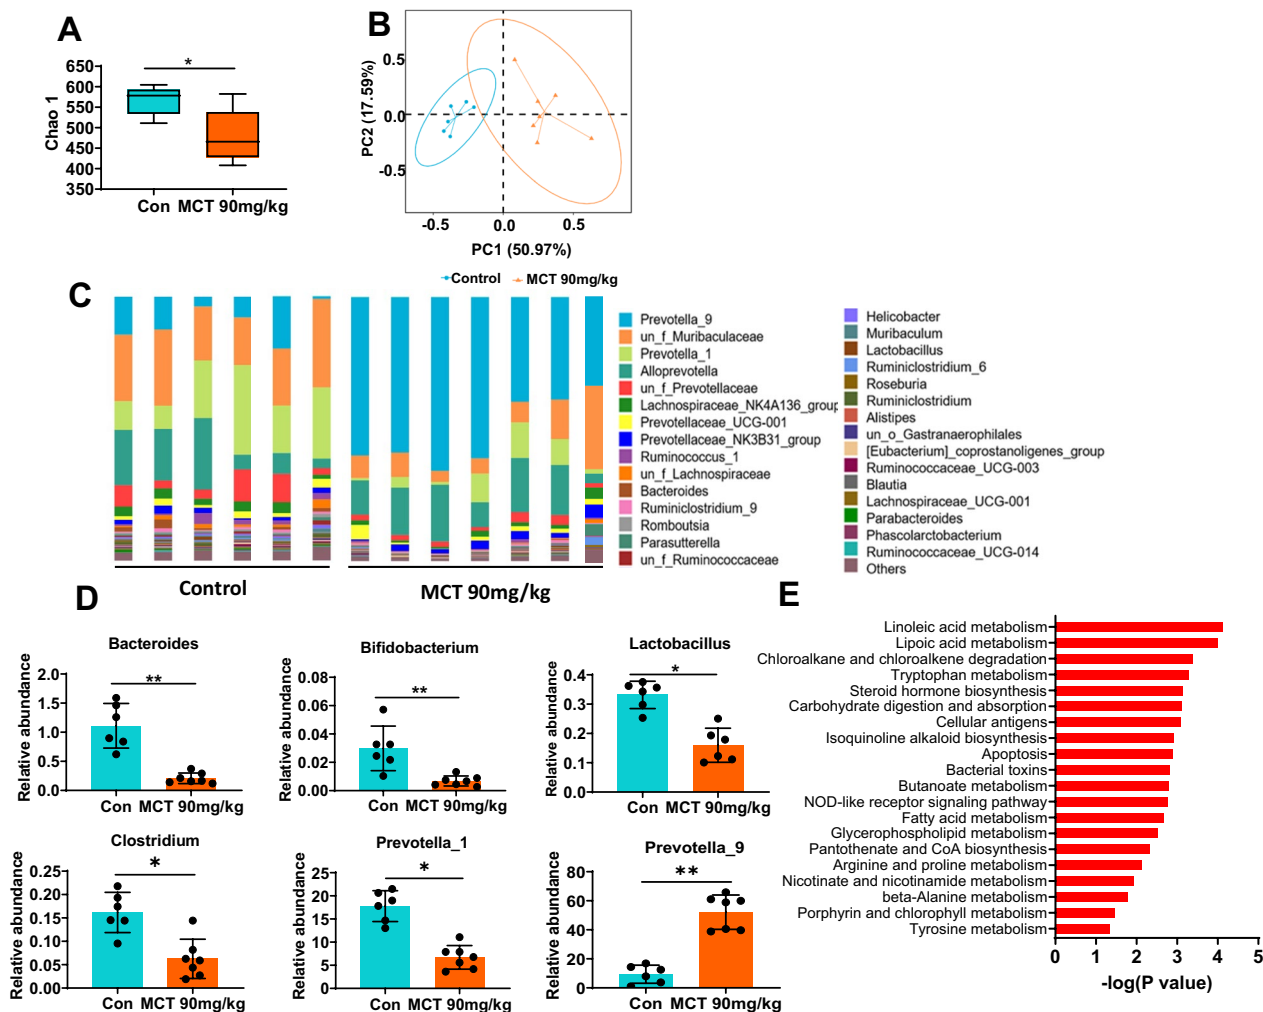 A
Chao 1
650
600
550
500
450
400
350
*
Con
MCT 90mg/kg
B
PC2 (17.59%)
0.5
0.0
-0.5
-0.5
0.0
0.5
PC1 (50.97%)
Control
MCT 90mg/kg
C
Control
MCT 90mg/kg
Prevotella_9
un_f_Muribaculaceae
Prevotella_1
Alloprevotella
un_f_Prevotellaceae
Lachnospiraceae_NK4A136_group
Prevotellaceae_UCG-001
Prevotellaceae_NK3B31_group
Ruminococcus_1
un_f_Lachnospiraceae
Bacteroides
Ruminiclostridium_9
Romboutsia
Parasutterella
un_f_Ruminococcaceae
Helicobacter
Muribaculum
Lactobacillus
Ruminiclostridium_6
Roseburia
Ruminiclostridium
Alistipes
un_o_Gastranaerophilales
[Eubacterium]_coprostanoligenes_group
Ruminococcaceae_UCG-003
Blautia
Lachnospiraceae_UCG-001
Parabacteroides
Phascolarctobacterium
Ruminococcaceae_UCG-014
Others
D
Bacteroides
Relative abundance
2.0
1.5
1.0
0.5
0.0
**
Con
MCT 90mg/kg
Bifidobacterium
Relative abundance
0.08
0.06
0.04
0.02
0.00
**
Con
MCT 90mg/kg
Lactobacillus
Relative abundance
0.4
0.3
0.2
0.1
0.0
*
Con
MCT 90mg/kg
Clostridium
Relative abundance
0.25
0.20
0.15
0.10
0.05
0.00
*
Con
MCT 90mg/kg
Prevotella_1
Relative abundance
25
20
15
10
5
0
*
Con
MCT 90mg/kg
Prevotella_9
Relative abundance
80
60
40
20
0
**
Con
MCT 90mg/kg
E
Linoleic acid metabolism
Lipoic acid metabolism
Chloroalkane and chloroalkene degradation
Tryptophan metabolism
Steroid hormone biosynthesis
Carbohydrate digestion and absorption
Cellular antigens
Isoquinoline alkaloid biosynthesis
Apoptosis
Bacterial toxins
Butanoate metabolism
NOD-like receptor signaling pathway
Fatty acid metabolism
Glycerophospholipid metabolism
Pantothenate and CoA biosynthesis
Arginine and proline metabolism
Nicotinate and nicotinamide metabolism
beta-Alanine metabolism
Porphyrin and chlorophyll metabolism
Tyrosine metabolism
0
1
2
3
4
5
-log(P value)